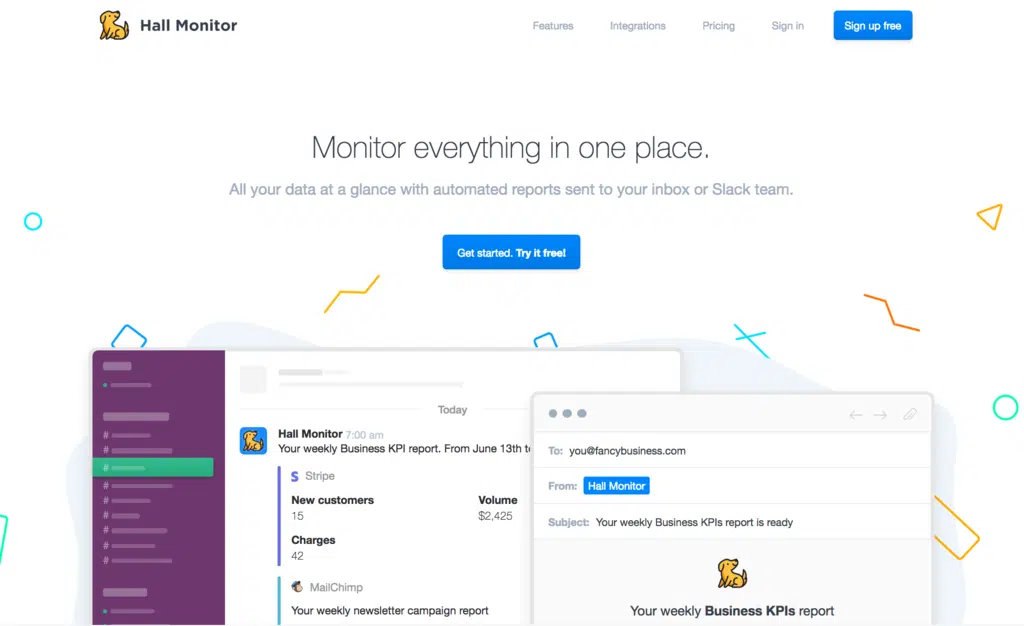 Hall Monitor
Features Integrations Pricing Sign in Sign up free
Monitor everything in one place.
All your data at a glance with automated reports sent to your inbox or Slack team.
Get started. Try it free!
Today
Hall Monitor 7:00 am
Your weekly Business KPI report. From June 13th t
Stripe
New customers Volume
15 $2,425
Charges
42
MailChimp
Your weekly newsletter campaign report
#
#
#
#
#
#
#
#
#
To: you@fancybusiness.com
From: Hall Monitor
Subject: Your weekly Business KPIs report is ready
Your weekly Business KPIs report